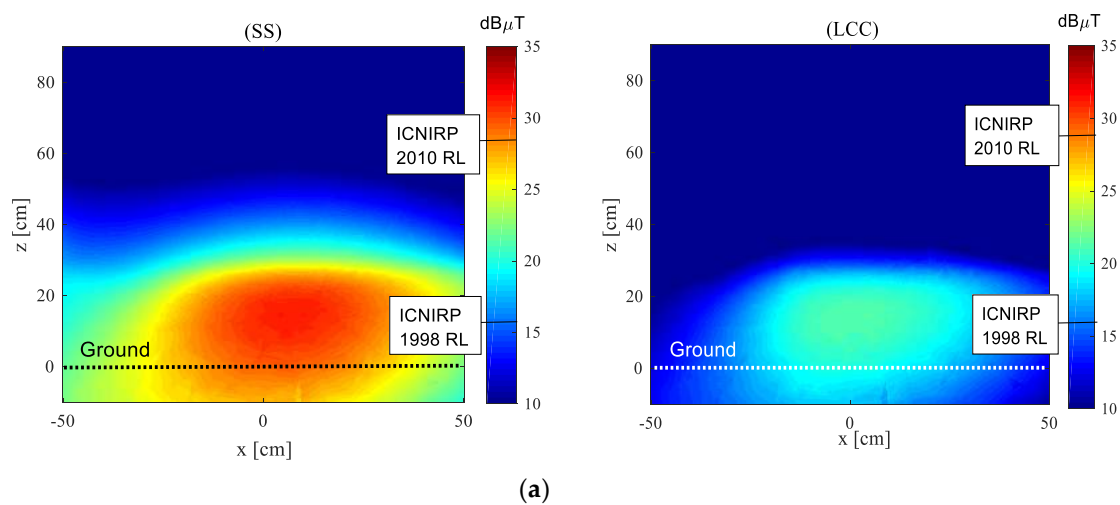 (SS)
dBμT
35
30
25
20
15
10
80
60
40
20
0
z [cm]
-50
0
50
x [cm]
ICNIRP
2010 RL
ICNIRP
1998 RL
Ground
(LCC)
dBμT
35
30
25
20
15
10
80
60
40
20
0
z [cm]
-50
0
50
x [cm]
ICNIRP
2010 RL
ICNIRP
1998 RL
Ground
(a)